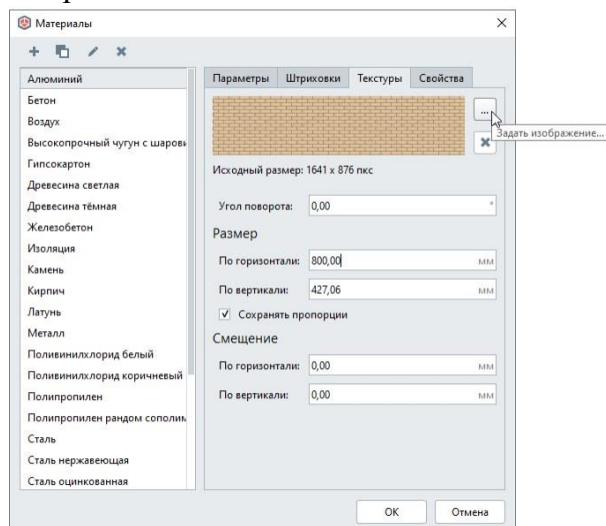 Материалы
Алюминий
Бетон
Воздух
Высокопрочный чугун с шаров
Гипсокартон
Древесина светлая
Древесина тёмная
Железобетон
Изоляция
Камень
Кирпич
Латунь
Металл
Поливинилхлорид белый
Поливинилхлорид коричневый
Полипропилен
Полипропилен рандом сополим
Сталь
Сталь нержавеющая
Сталь оцинкованная
Параметры Штриховки Текстуры Свойства
...
Задать изображение...
Исходный размер: 1641 x 876 пкс
Угол поворота: 0,00 °
Размер
По горизонтали: 800,00 мм
По вертикали: 427,06 мм
Сохранять пропорции
Смещение
По горизонтали: 0,00 мм
По вертикали: 0,00 мм
ОК Отмена